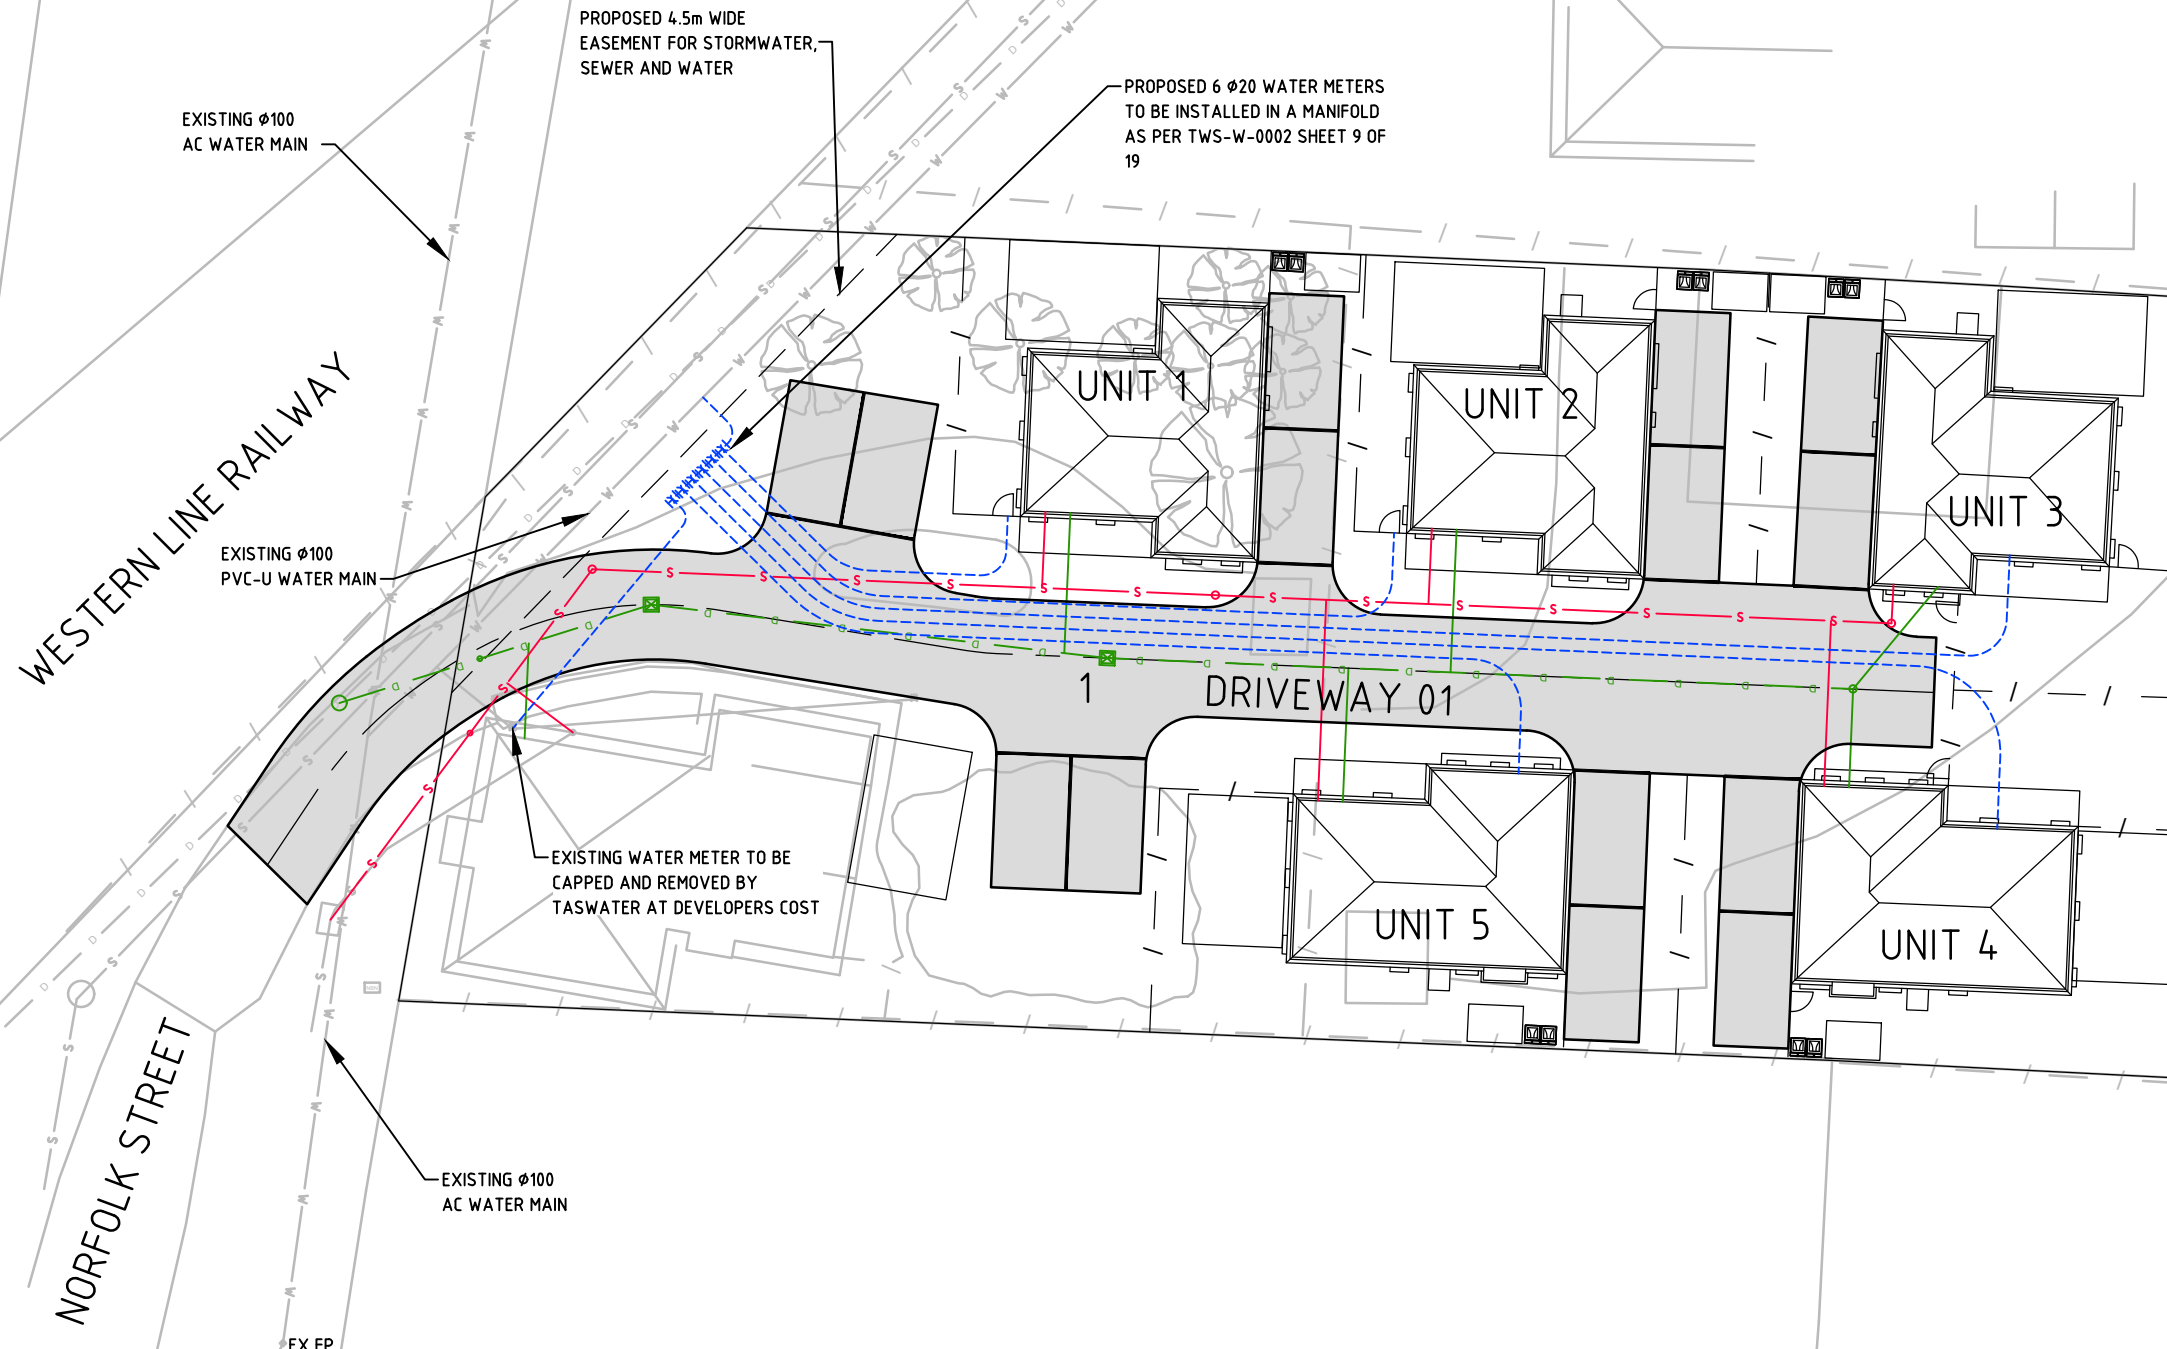 PROPOSED 4.5m WIDE
EASEMENT FOR STORMWATER,
SEWER AND WATER
PROPOSED 6 Ø20 WATER METERS
TO BE INSTALLED IN A MANIFOLD
AS PER TWS-W-0002 SHEET 9 OF
19
EXISTING Ø100
AC WATER MAIN
WESTERN LINE RAILWAY
EXISTING Ø100
PVC-U WATER MAIN
UNIT 1
UNIT 2
UNIT 3
1
DRIVEWAY 01
EXISTING WATER METER TO BE
CAPPED AND REMOVED BY
TASWATER AT DEVELOPERS COST
UNIT 5
UNIT 4
NORFOLK STREET
EXISTING Ø100
AC WATER MAIN
EX FP